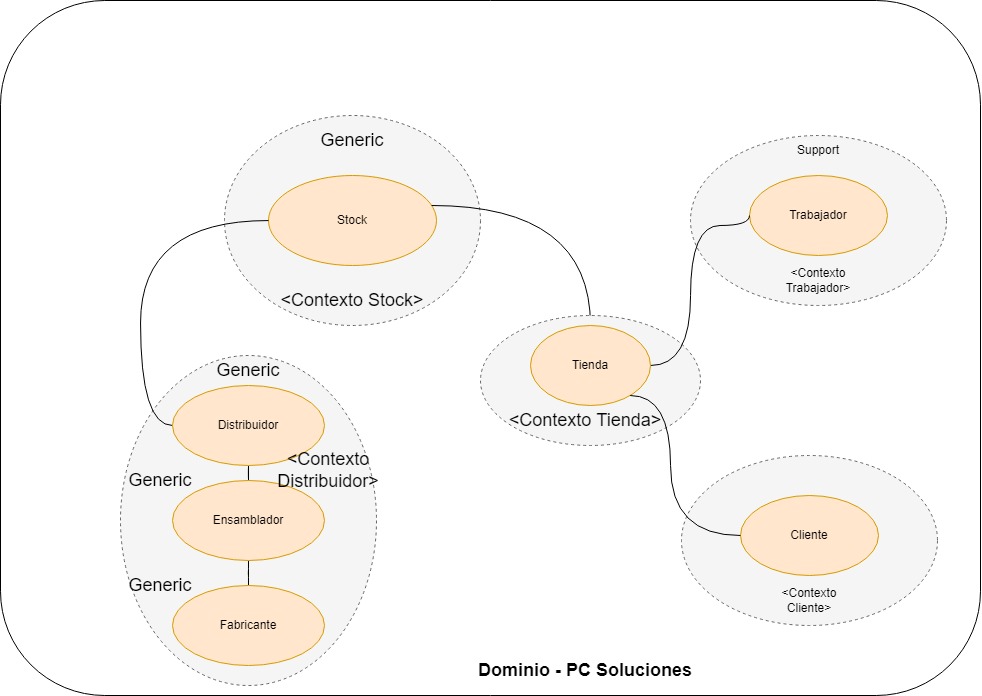 Generic
Stock
<Contexto Stock>
Support
Trabajador
<Contexto
Trabajador>
Tienda
<Contexto Tienda>
Generic
Distribuidor
<Contexto
Distribuidor>
Generic
Ensamblador
Generic
Fabricante
Cliente
<Contexto
Cliente>
Dominio - PC Soluciones